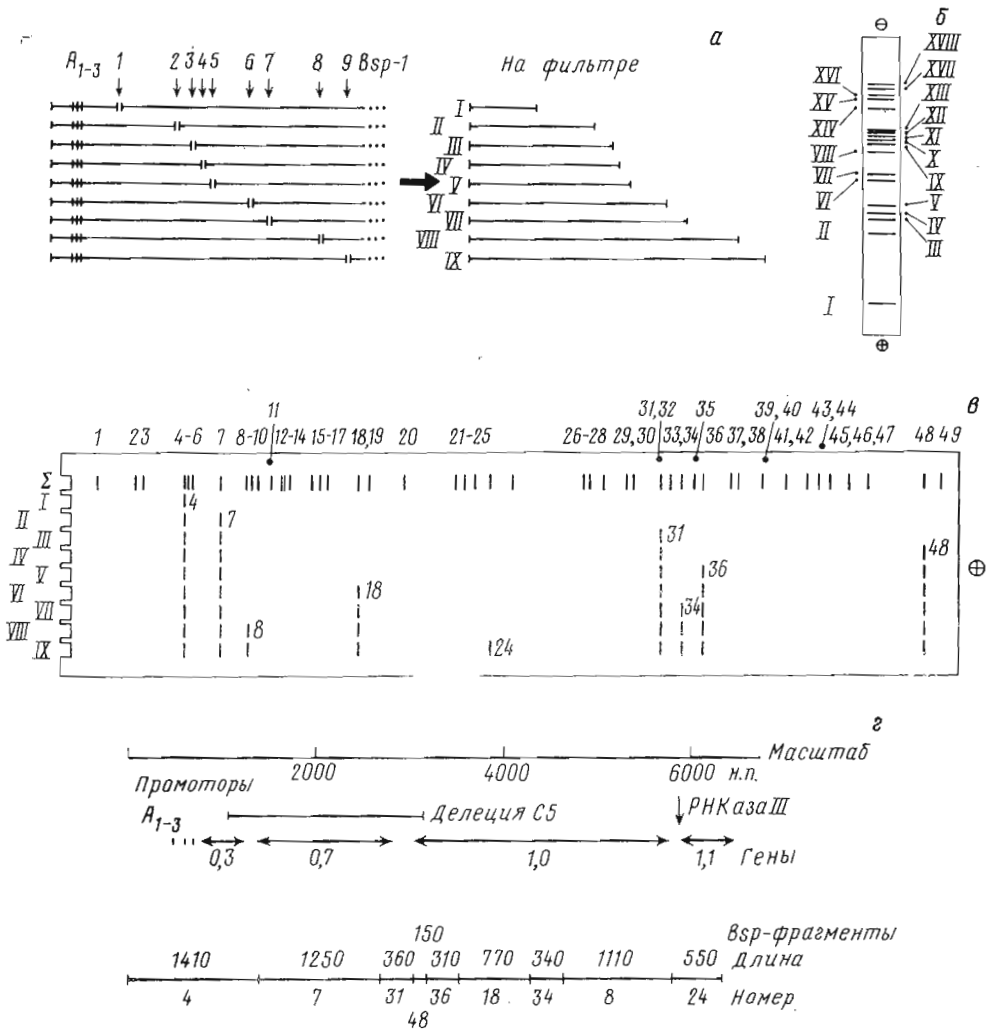 а
A₁₋₃ 1 2 3 4 5 6 7 8 9 Bsp-1
На фильтре
I
II
III
IV
V
VI
VII
VIII
IX
б
⊖
XVI
XV
XIV
VIII
VII
VI
II
I
XVIII
XVII
XIII
XII
XI
X
IX
V
IV
III
⊕
в
11 31,32 35 39,40 43,44
1 2 3 4-6 7 8-10 12-14 15-17 18,19 20 21-25 26-28 29,30 33,34 36 37,38 41,42 45,46,47 48 49
Σ
I 4
II 7
III 31
IV 48
V 36
VI 18
VII 34
VIII 8
IX 24
⊕
г
Масштаб
2000 4000 6000 н.п.
Промоторы
A₁₋₃ Делеция С5 РНКаза III
0,3 0,7 1,0 1,1 Гены
150 Bsp-фрагменты
1410 1250 360 310 770 340 1110 550 Длина
4 7 31 36 18 34 8 24 Номер
48